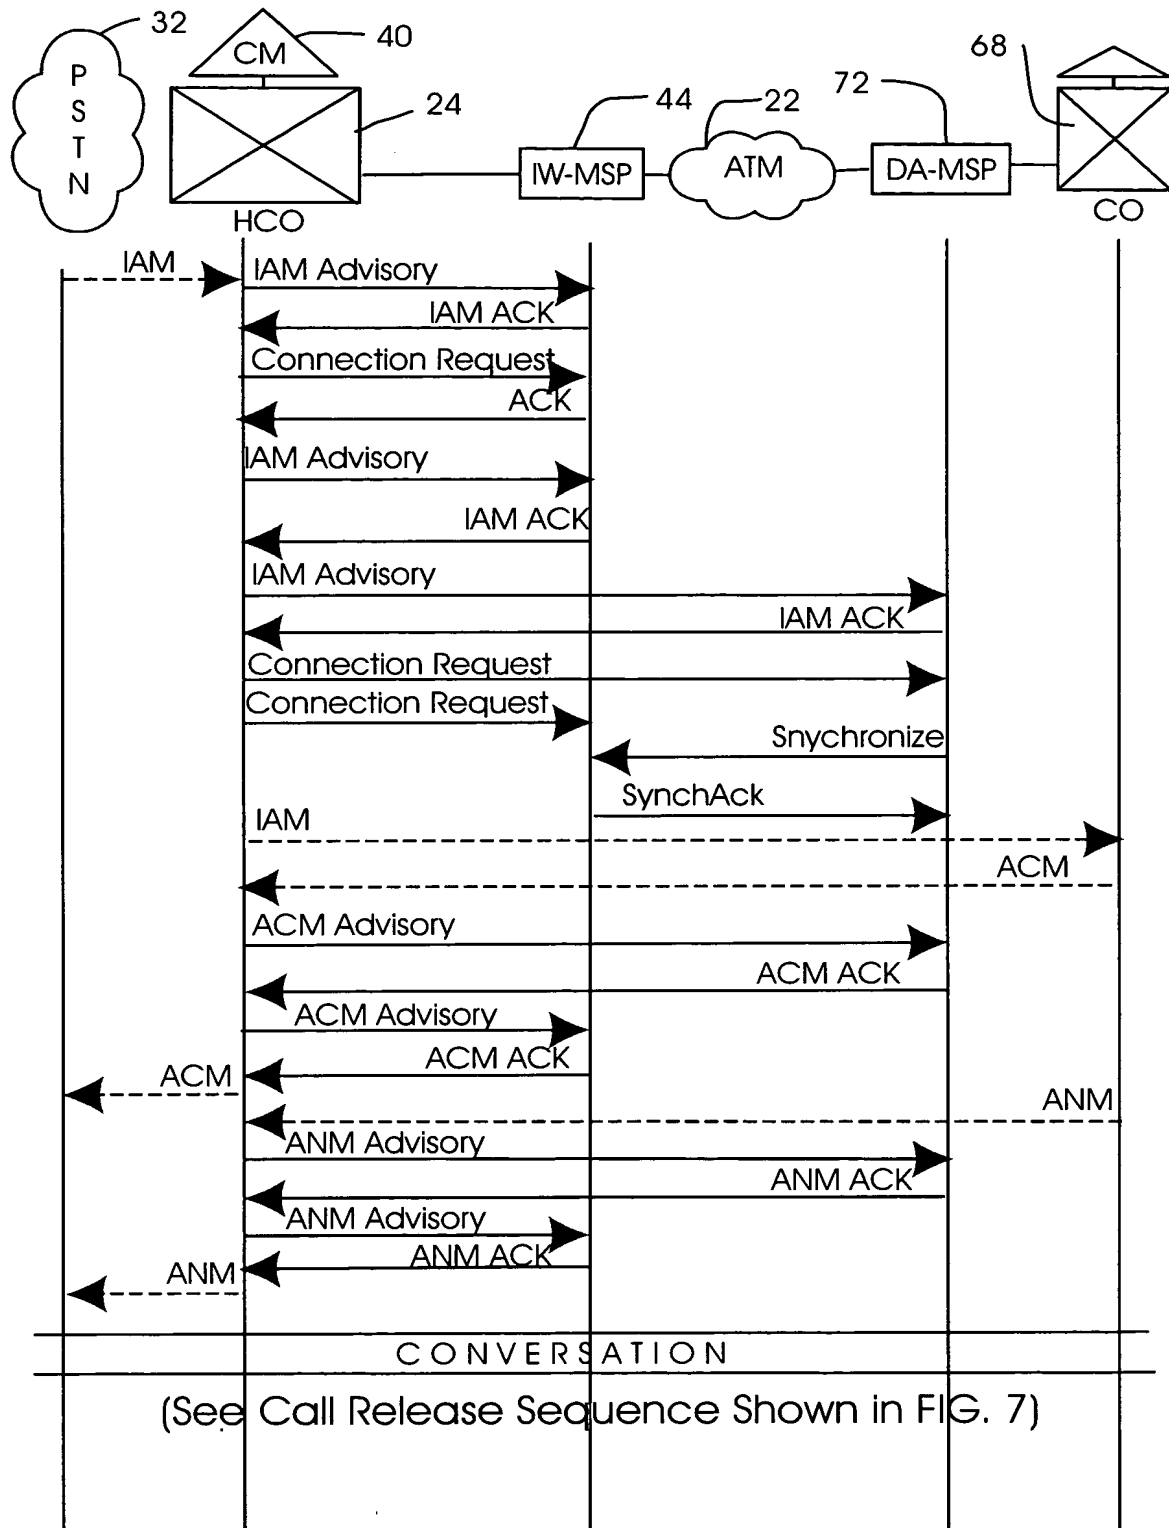 32
40
CM
P
S
T
N
24
44
22
72
68
IW-MSP
ATM
DA-MSP
HCO
CO
IAM
IAM Advisory
IAM ACK
Connection Request
ACK
IAM Advisory
IAM ACK
IAM Advisory
IAM ACK
Connection Request
Connection Request
Snychronize
SynchAck
IAM
ACM
ACM Advisory
ACM ACK
ACM Advisory
ACM ACK
ACM
ANM
ANM Advisory
ANM ACK
ANM Advisory
ANM ACK
ANM
CONVERSATION
(See Call Release Sequence Shown in FIG. 7)